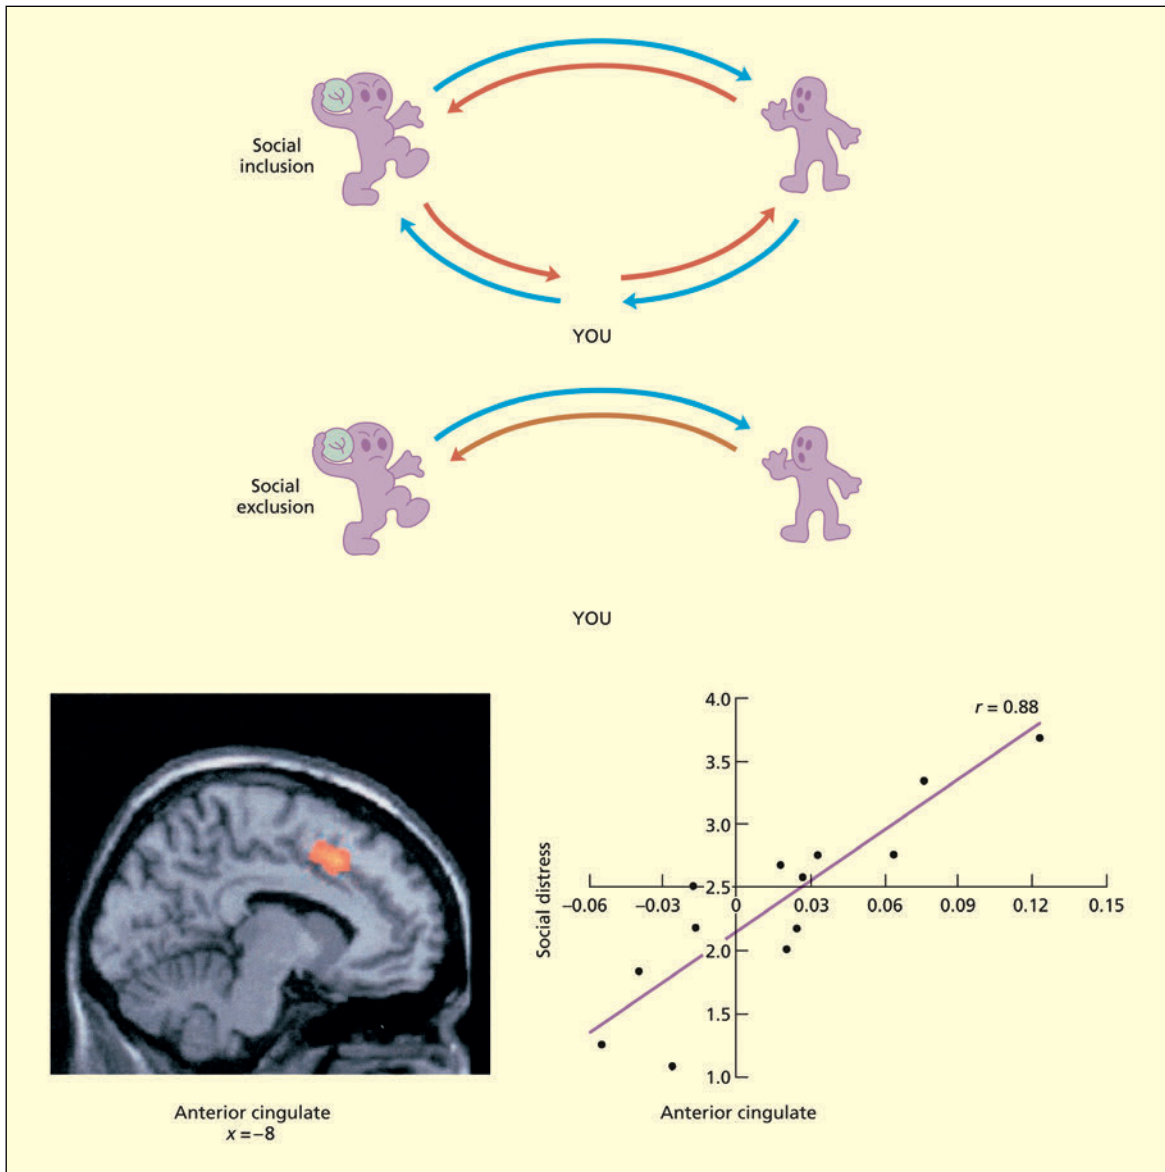 Social
inclusion
YOU
Social
exclusion
YOU
Anterior cingulate
x = –8
Social distress
4.0
3.5
3.0
2.5
2.0
1.5
1.0
–0.06 –0.03 0 0.03 0.06 0.09 0.12 0.15
r = 0.88
Anterior cingulate